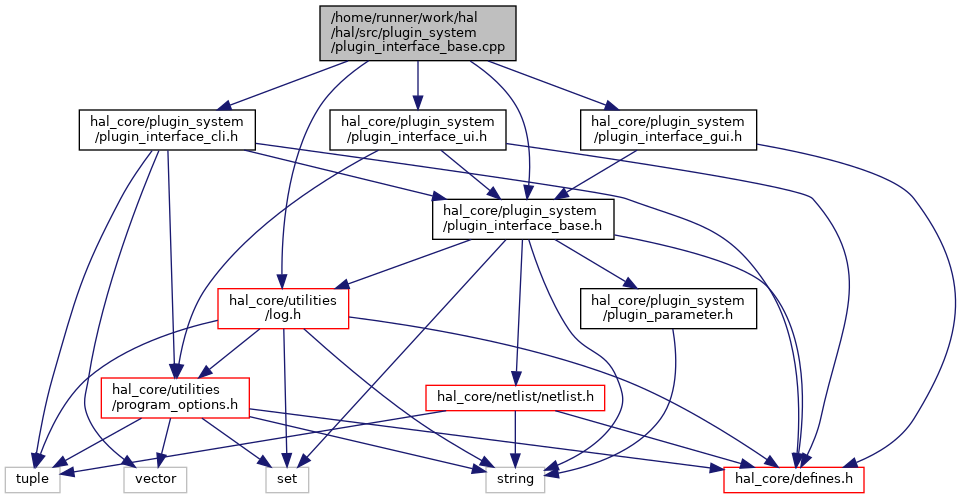 /home/runner/work/hal
/hal/src/plugin_system
/plugin_interface_base.cpp
hal_core/plugin_system
/plugin_interface_cli.h
hal_core/plugin_system
/plugin_interface_ui.h
hal_core/plugin_system
/plugin_interface_gui.h
hal_core/plugin_system
/plugin_interface_base.h
hal_core/utilities
/log.h
hal_core/plugin_system
/plugin_parameter.h
hal_core/utilities
/program_options.h
hal_core/netlist/netlist.h
tuple
vector
set
string
hal_core/defines.h